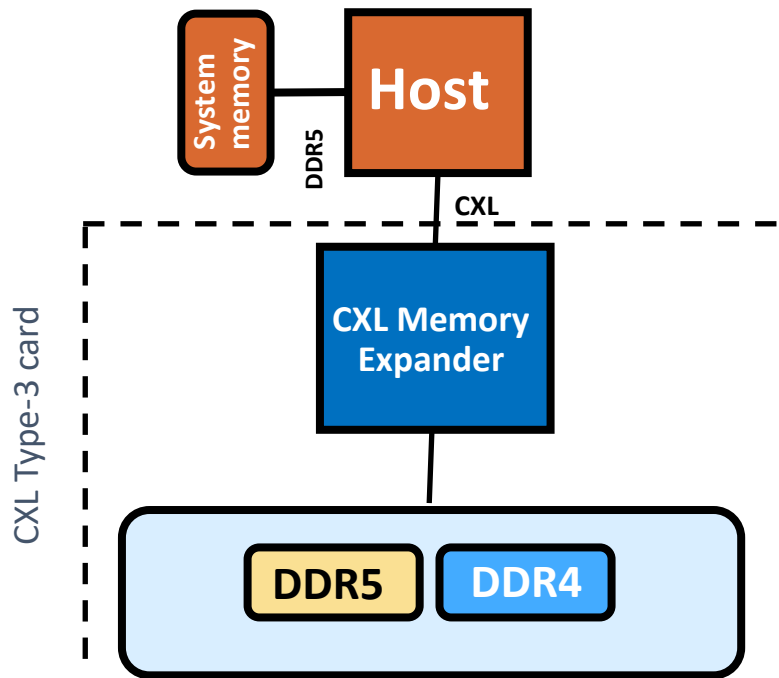 System
memory
Host
DDR5
CXL
CXL Memory
Expander
CXL Type-3 card
DDR5
DDR4